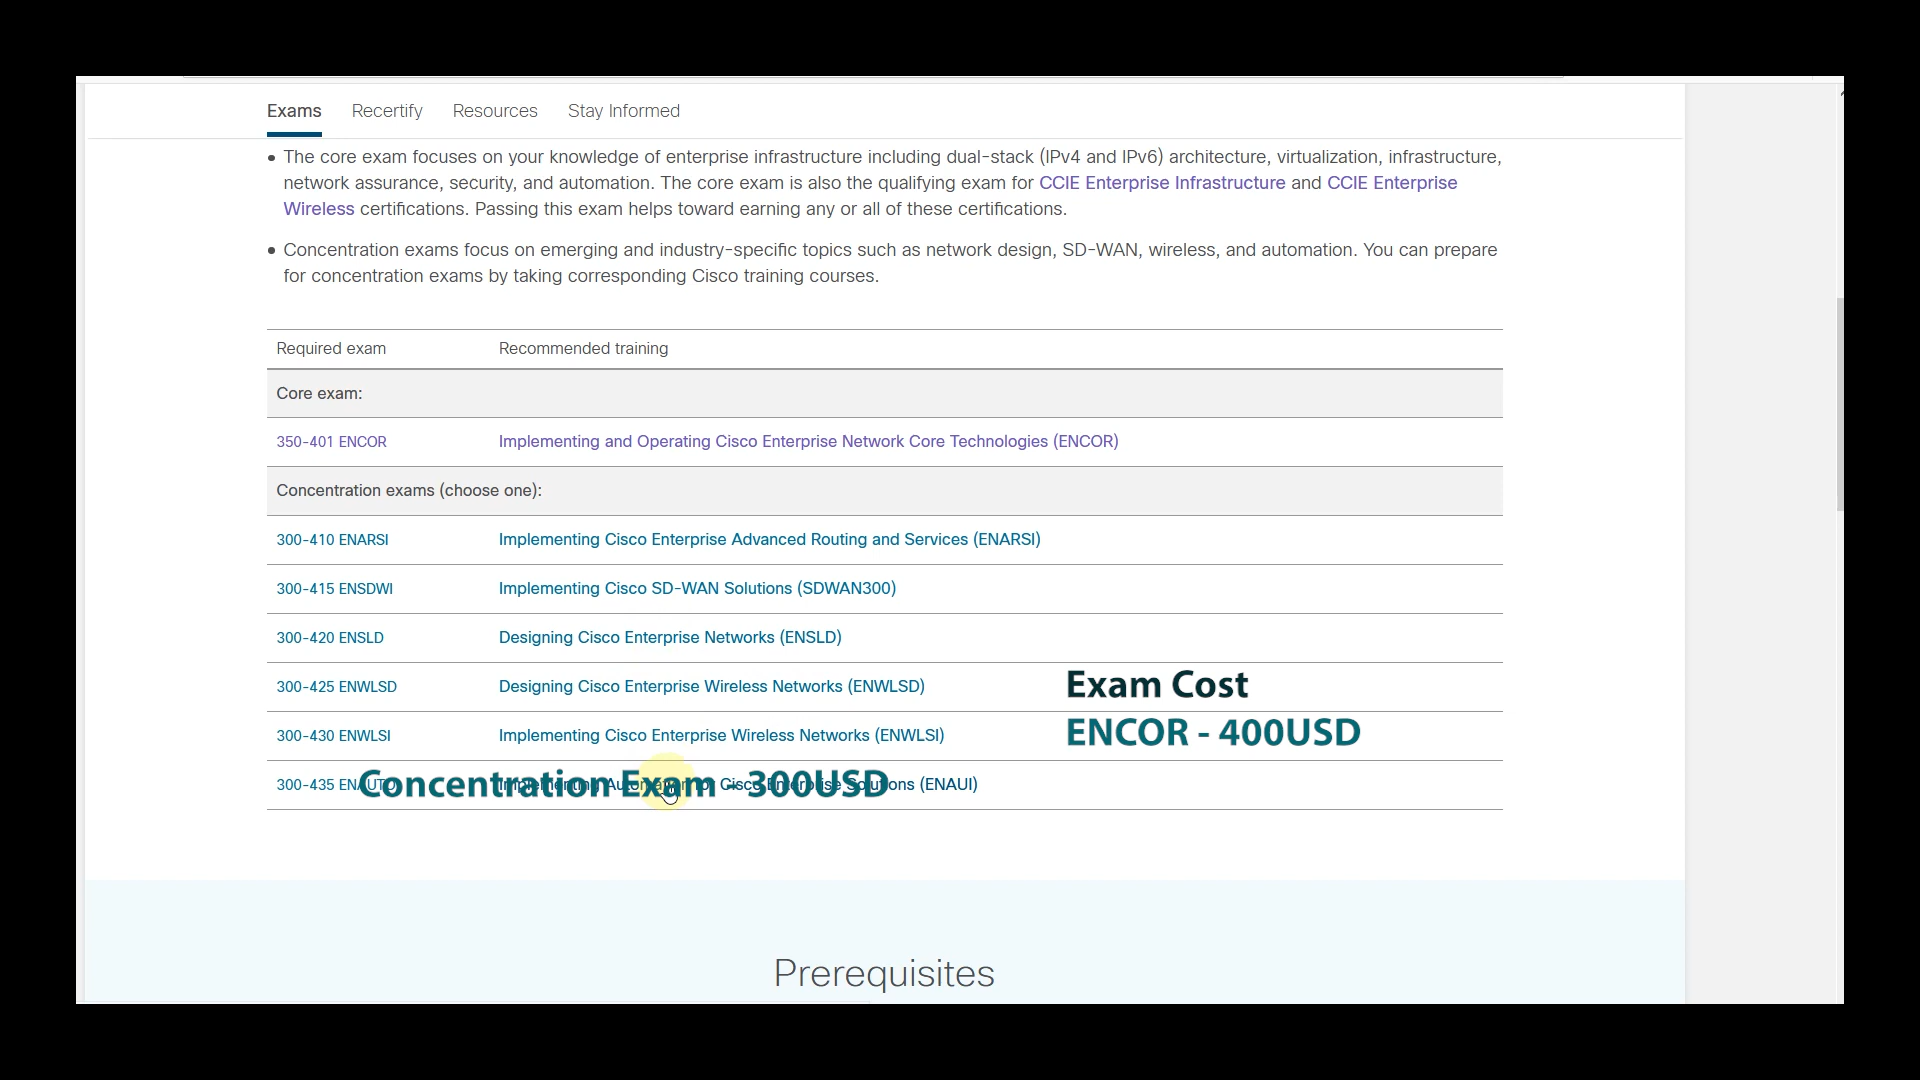 Exams Recertify Resources Stay Informed
• The core exam focuses on your knowledge of enterprise infrastructure including dual-stack (IPv4 and IPv6) architecture, virtualization, infrastructure,
network assurance, security, and automation. The core exam is also the qualifying exam for CCIE Enterprise Infrastructure and CCIE Enterprise
Wireless certifications. Passing this exam helps toward earning any or all of these certifications.
• Concentration exams focus on emerging and industry-specific topics such as network design, SD-WAN, wireless, and automation. You can prepare
for concentration exams by taking corresponding Cisco training courses.
Required exam Recommended training
Core exam:
350-401 ENCOR Implementing and Operating Cisco Enterprise Network Core Technologies (ENCOR)
Concentration exams (choose one):
300-410 ENARSI Implementing Cisco Enterprise Advanced Routing and Services (ENARSI)
300-415 ENSDWI Implementing Cisco SD-WAN Solutions (SDWAN300)
300-420 ENSLD Designing Cisco Enterprise Networks (ENSLD)
300-425 ENWLSD Designing Cisco Enterprise Wireless Networks (ENWLSD)
Exam Cost
300-430 ENWLSI Implementing Cisco Enterprise Wireless Networks (ENWLSI)
ENCOR - 400USD
300-435 ENAUTO Implementing Automation for Cisco Enterprise Solutions (ENAUI)
Concentration Exam - 300USD
Prerequisites